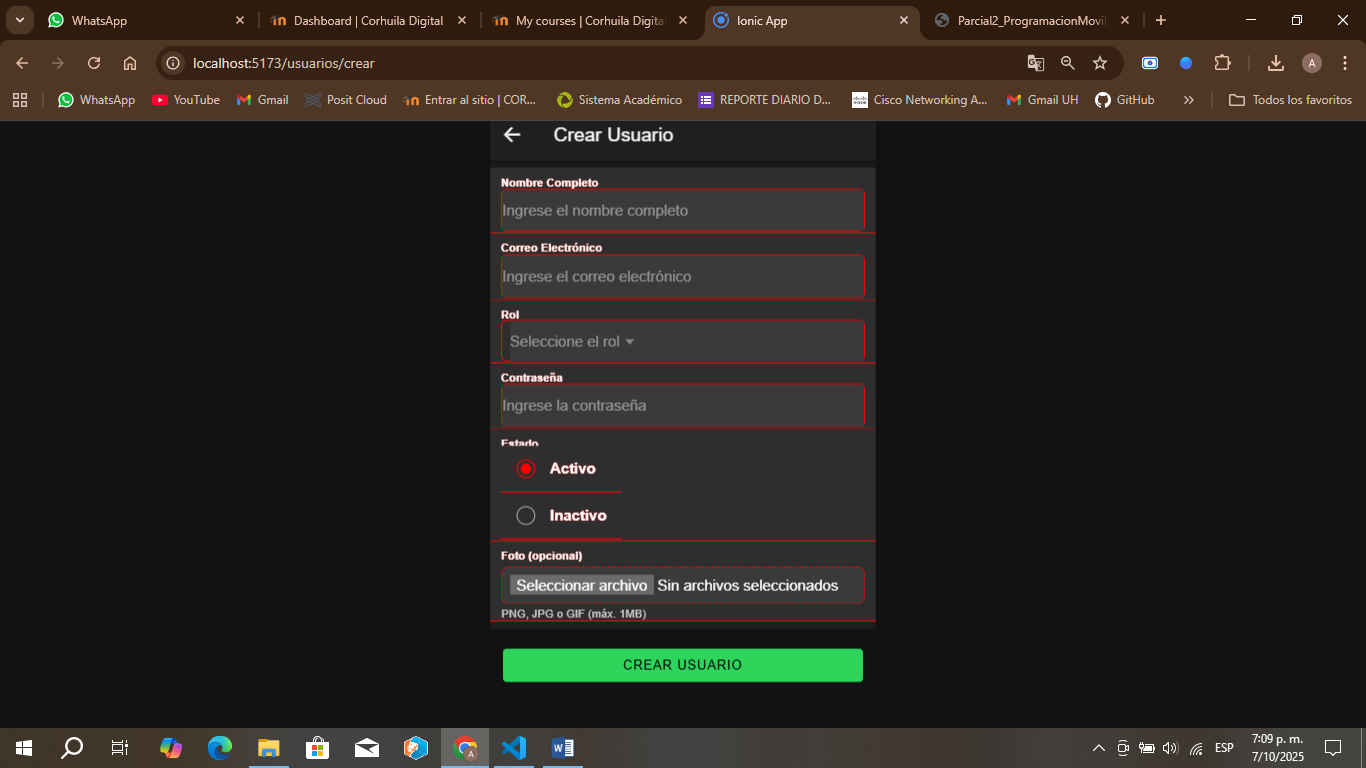 WhatsApp
Dashboard | Corhuila Digital
My courses | Corhuila Digital
Ionic App
Parcial2_ProgramacionMovil
localhost:5173/usuarios/crear
A
WhatsApp
YouTube
Gmail
Posit Cloud
Entrar al sitio | COR...
Sistema Académico
REPORTE DIARIO D...
Cisco Networking A...
Gmail UH
GitHub
Todos los favoritos
Crear Usuario
Nombre Completo
Ingrese el nombre completo
Correo Electrónico
Ingrese el correo electrónico
Rol
Seleccione el rol
Contraseña
Ingrese la contraseña
Estado
Activo
Inactivo
Foto (opcional)
Seleccionar archivo Sin archivos seleccionados
PNG, JPG o GIF (máx. 1MB)
CREAR USUARIO
ESP
7:09 p. m.
7/10/2025